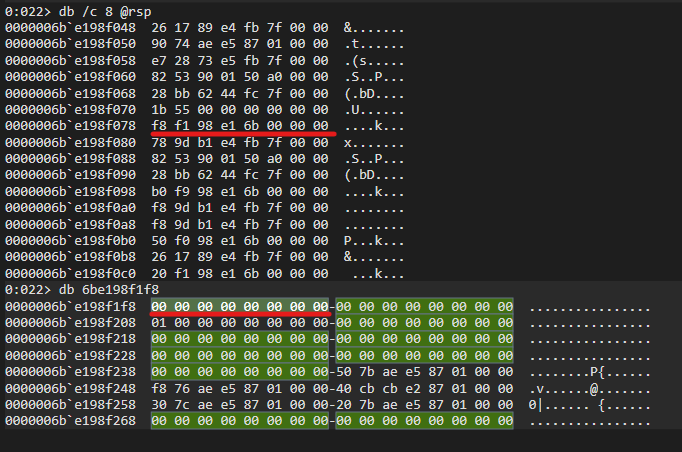 0:022> db /c 8 @rsp
0000006b`e198f048  26 17 89 e4 fb 7f 00 00  &.......
0000006b`e198f050  90 74 ae e5 87 01 00 00  .t......
0000006b`e198f058  e7 28 73 e5 fb 7f 00 00  .(s.....
0000006b`e198f060  82 53 90 01 50 a0 00 00  .S..P...
0000006b`e198f068  28 bb 62 44 fc 7f 00 00  (.bD....
0000006b`e198f070  1b 55 00 00 00 00 00 00  .U......
0000006b`e198f078  f8 f1 98 e1 6b 00 00 00  ....k...
0000006b`e198f080  78 9d b1 e4 fb 7f 00 00  x.......
0000006b`e198f088  82 53 90 01 50 a0 00 00  .S..P...
0000006b`e198f090  28 bb 62 44 fc 7f 00 00  (.bD....
0000006b`e198f098  b0 f9 98 e1 6b 00 00 00  ....k...
0000006b`e198f0a0  f8 9d b1 e4 fb 7f 00 00  ........
0000006b`e198f0a8  f8 9d b1 e4 fb 7f 00 00  ........
0000006b`e198f0b0  50 f0 98 e1 6b 00 00 00  P...k...
0000006b`e198f0b8  26 17 89 e4 fb 7f 00 00  &.......
0000006b`e198f0c0  20 f1 98 e1 6b 00 00 00   ...k...
0:022> db 6be198f1f8
0000006b`e198f1f8  00 00 00 00 00 00 00 00-00 00 00 00 00 00 00 00  ................
0000006b`e198f208  01 00 00 00 00 00 00 00-00 00 00 00 00 00 00 00  ................
0000006b`e198f218  00 00 00 00 00 00 00 00-00 00 00 00 00 00 00 00  ................
0000006b`e198f228  00 00 00 00 00 00 00 00-00 00 00 00 00 00 00 00  ................
0000006b`e198f238  00 00 00 00 00 00 00 00-50 7b ae e5 87 01 00 00  ........P{......
0000006b`e198f248  f8 76 ae e5 87 01 00 00-40 cb cb e2 87 01 00 00  .v......@.......
0000006b`e198f258  30 7c ae e5 87 01 00 00-20 7b ae e5 87 01 00 00  0|...... {......
0000006b`e198f268  00 00 00 00 00 00 00 00-00 00 00 00 00 00 00 00  ................